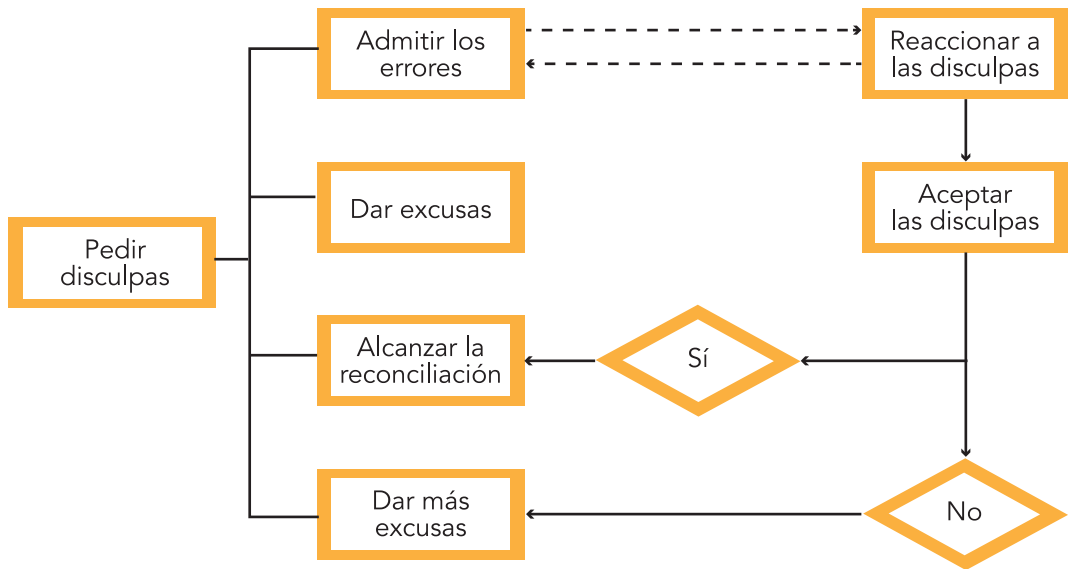 Admitir los
errores
Reaccionar a
las disculpas
Dar excusas
Aceptar
las disculpas
Pedir
disculpas
Alcanzar la
reconciliación
Sí
Dar más
excusas
No